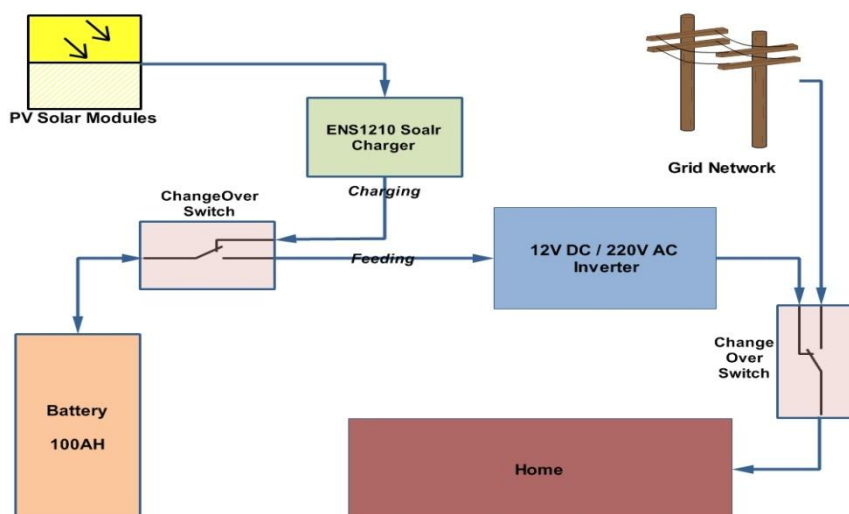 PV Solar Modules
ENS1210 Soalr
Charger
Grid Network
Charging
ChangeOver
Switch
Feeding
12V DC / 220V AC
Inverter
Change
Over
Switch
Battery
100AH
Home